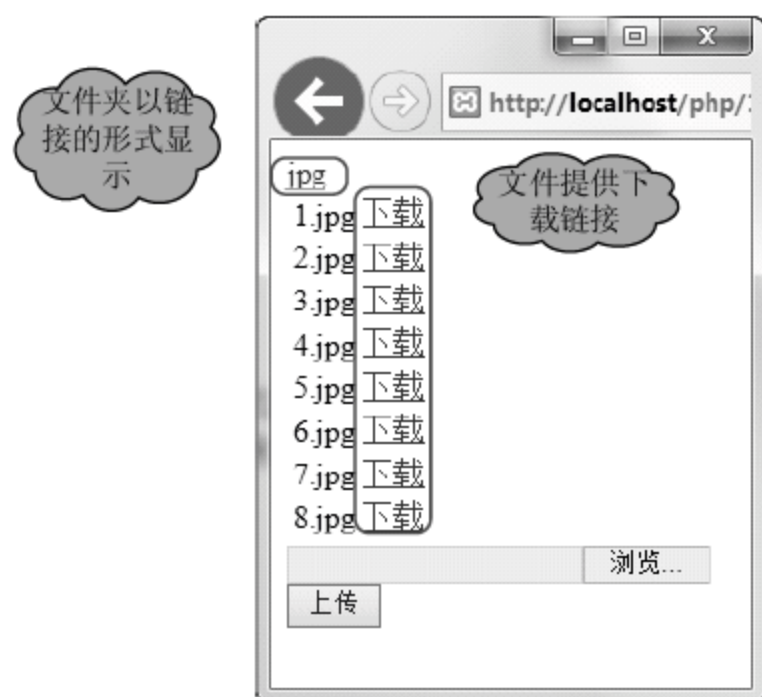 文件夹以链
接的形式显
示
http://localhost/php/
jpg
文件提供下
载链接
1.jpg 下载
2.jpg 下载
3.jpg 下载
4.jpg 下载
5.jpg 下载
6.jpg 下载
7.jpg 下载
8.jpg 下载
浏览...
上传